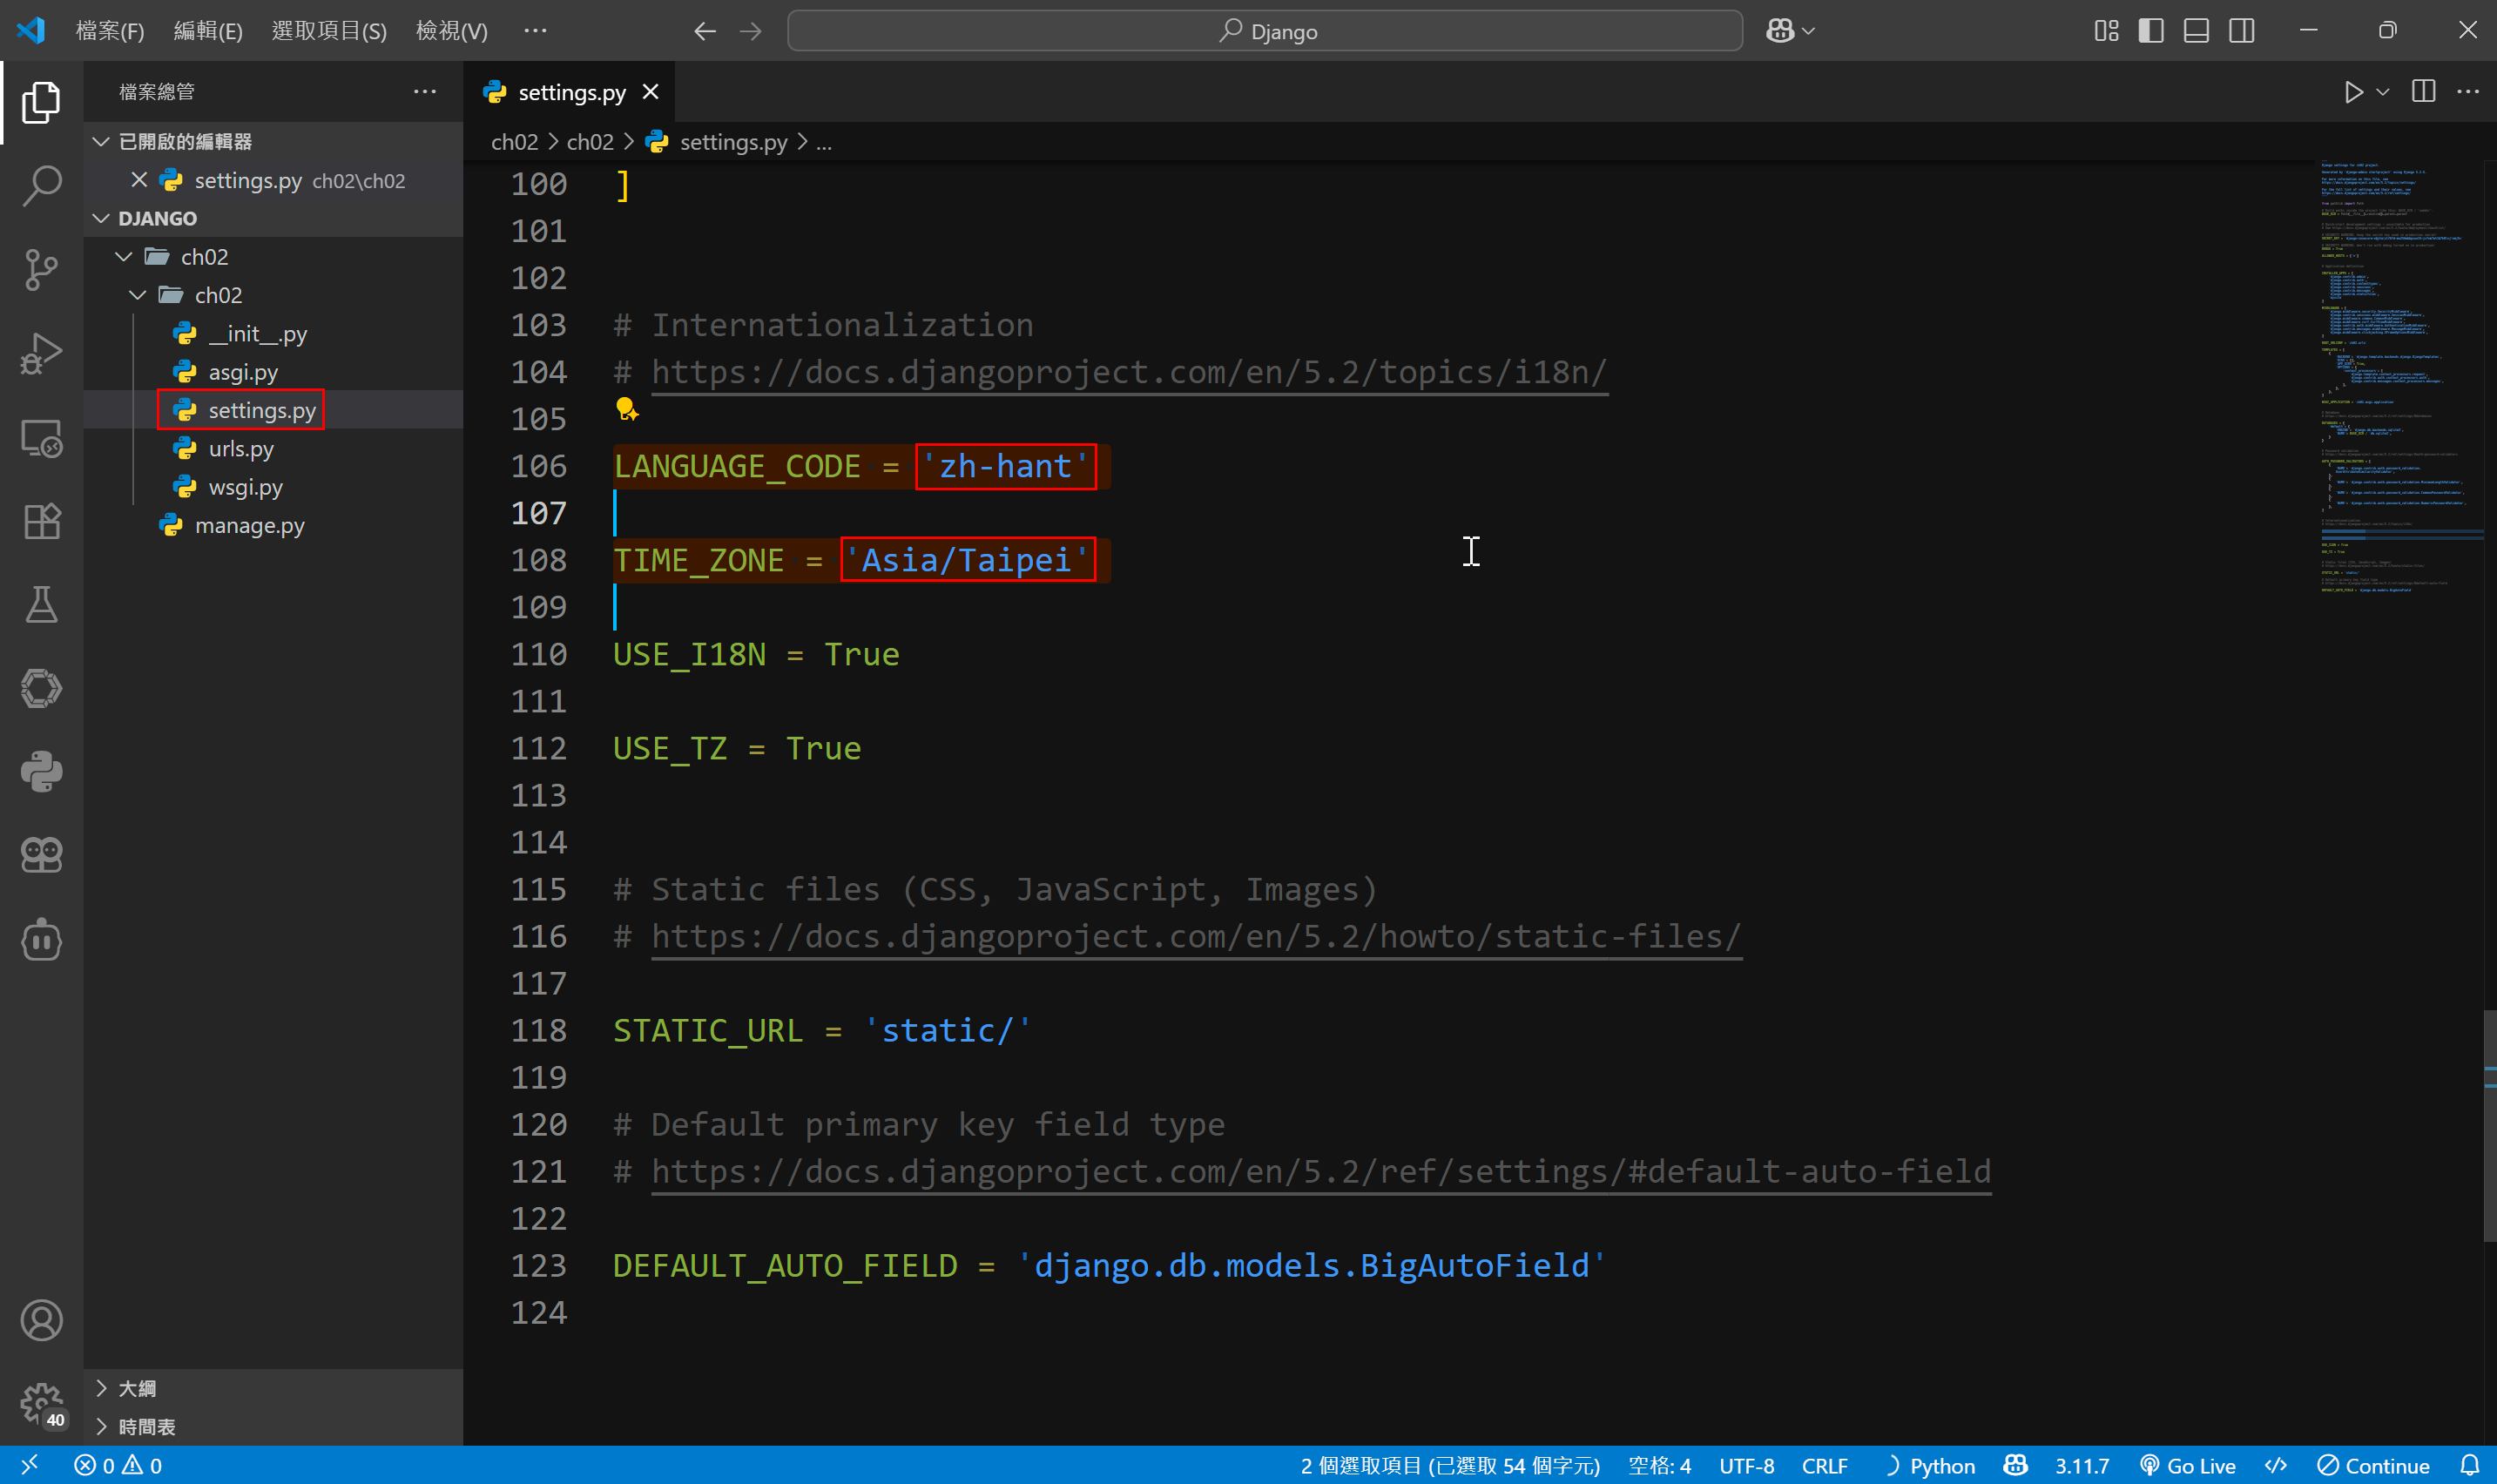 檔案(F) 編輯(E) 選取項目(S) 檢視(V) ··· Django
檔案總管
settings.py
已開啟的編輯器
ch02 > ch02 > settings.py > ...
settings.py ch02\ch02
DJANGO
ch02
ch02
__init__.py
asgi.py
settings.py
urls.py
wsgi.py
manage.py
大綱
時間表
40
100 ]
101
102
103 # Internationalization
104 # https://docs.djangoproject.com/en/5.2/topics/i18n/
105
106 LANGUAGE_CODE = 'zh-hant'
107
108 TIME_ZONE = 'Asia/Taipei'
109
110 USE_I18N = True
111
112 USE_TZ = True
113
114
115 # Static files (CSS, JavaScript, Images)
116 # https://docs.djangoproject.com/en/5.2/howto/static-files/
117
118 STATIC_URL = 'static/'
119
120 # Default primary key field type
121 # https://docs.djangoproject.com/en/5.2/ref/settings/#default-auto-field
122
123 DEFAULT_AUTO_FIELD = 'django.db.models.BigAutoField'
124
0 0 2 個選取項目 (已選取 54 個字元) 空格: 4 UTF-8 CRLF Python 3.11.7 Go Live Continue